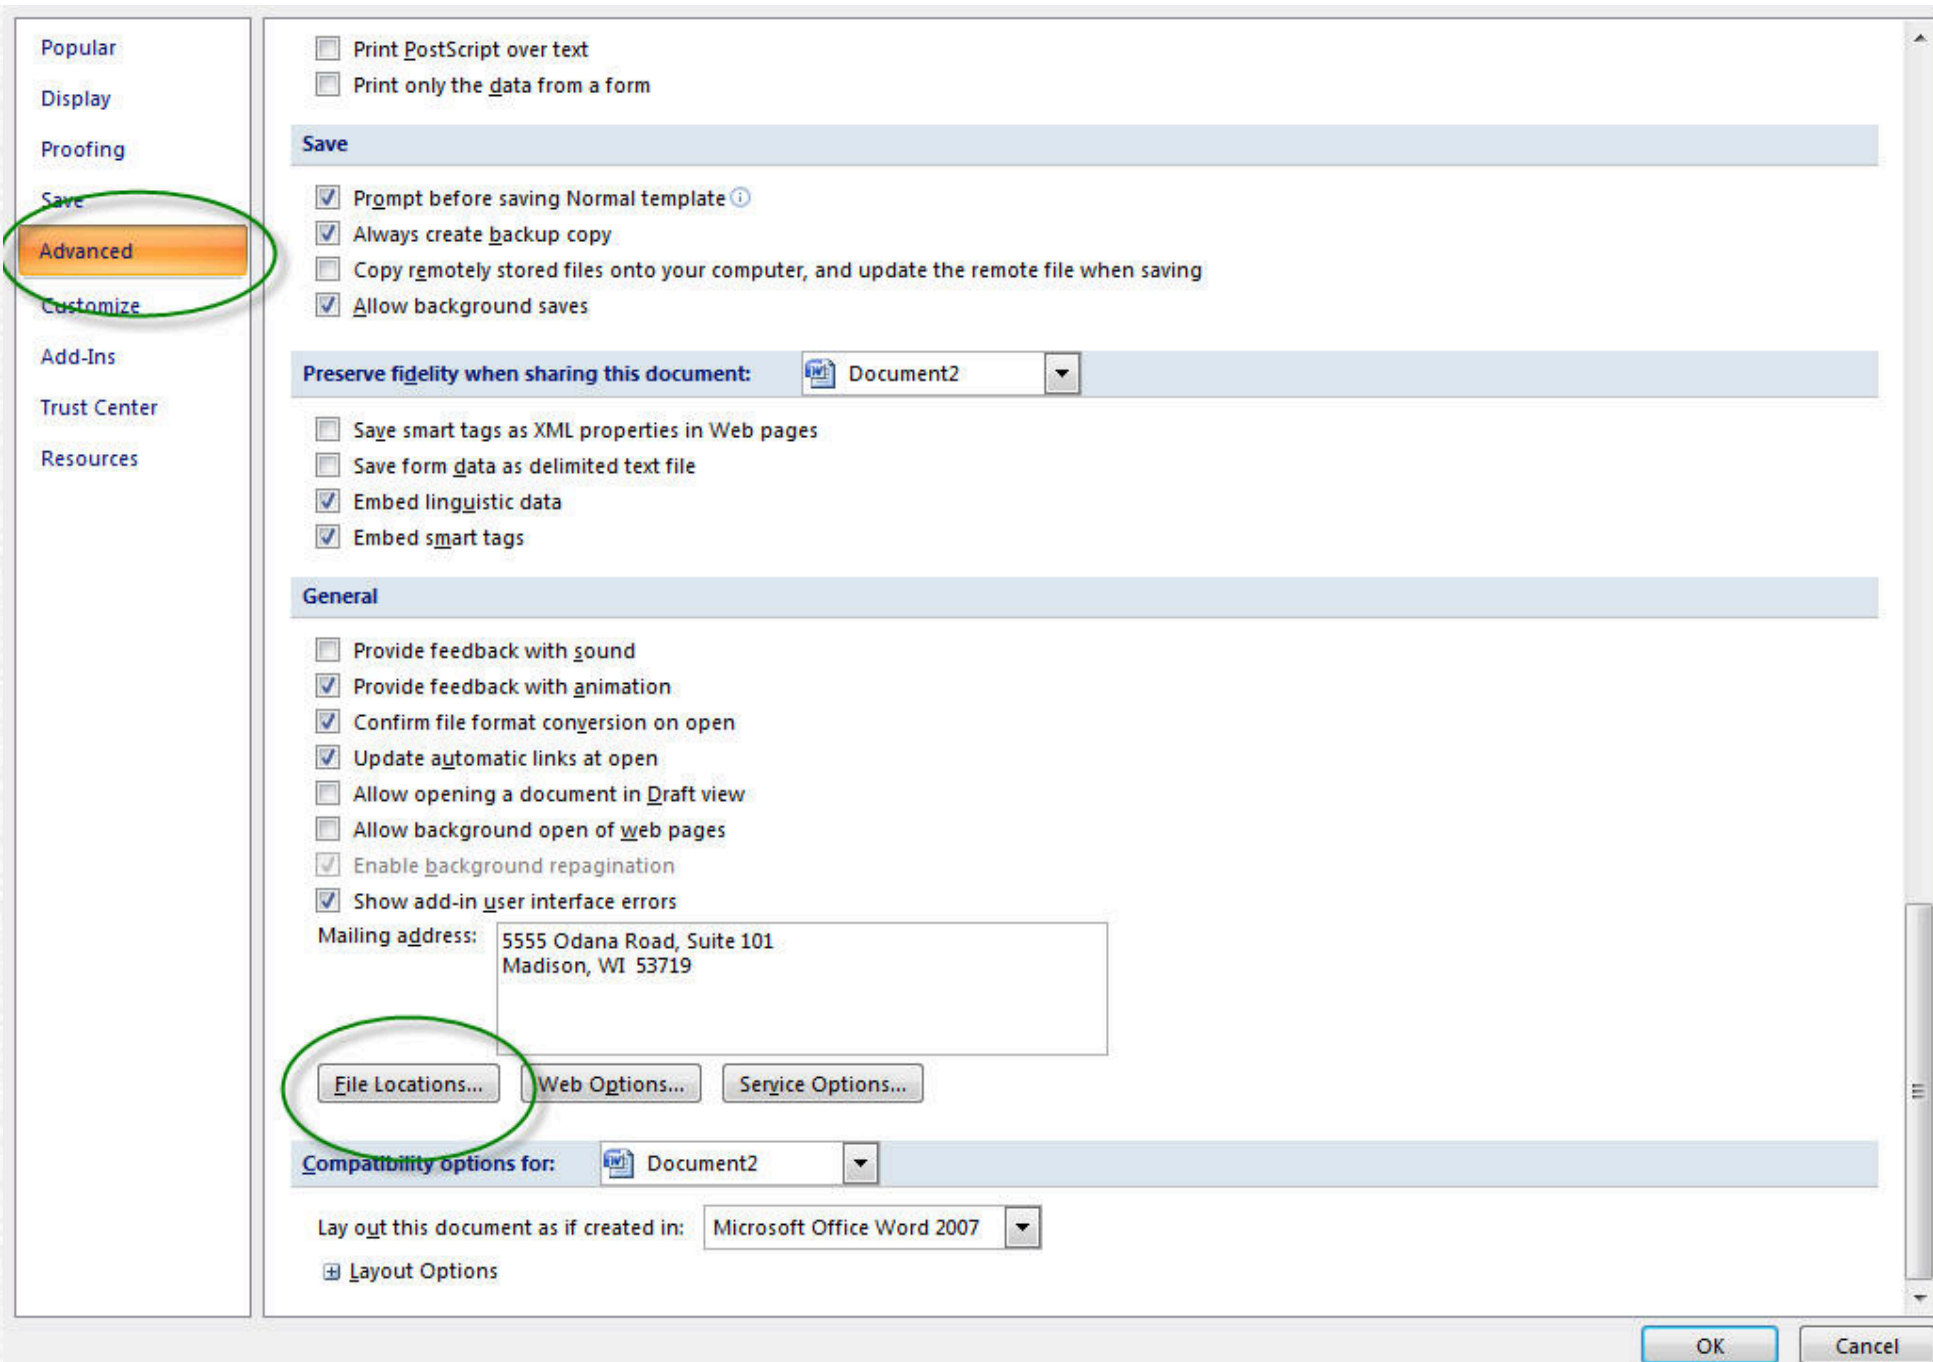 Popular
Display
Proofing
Save
Advanced
Customize
Add-Ins
Trust Center
Resources
Print PostScript over text
Print only the data from a form
Save
Prompt before saving Normal template
Always create backup copy
Copy remotely stored files onto your computer, and update the remote file when saving
Allow background saves
Preserve fidelity when sharing this document: Document2
Save smart tags as XML properties in Web pages
Save form data as delimited text file
Embed linguistic data
Embed smart tags
General
Provide feedback with sound
Provide feedback with animation
Confirm file format conversion on open
Update automatic links at open
Allow opening a document in Draft view
Allow background open of web pages
Enable background repagination
Show add-in user interface errors
Mailing address: 5555 Odana Road, Suite 101
Madison, WI 53719
File Locations... Web Options... Service Options...
Compatibility options for: Document2
Lay out this document as if created in: Microsoft Office Word 2007
Layout Options
OK Cancel